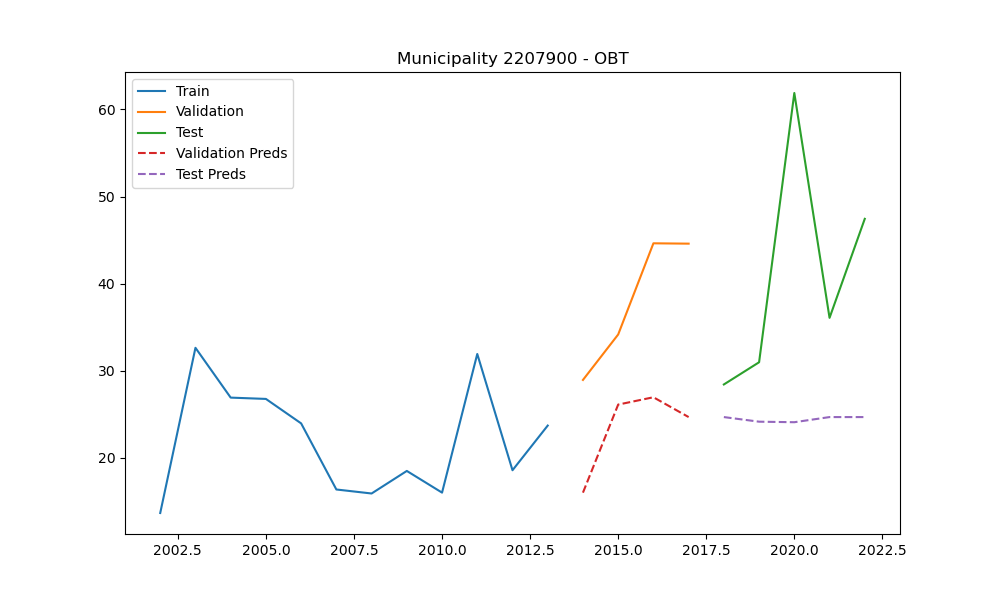 Municipality 2207900 - OBT
Train
Validation
Test
Validation Preds
Test Preds
60
50
40
30
20
2002.5 2005.0 2007.5 2010.0 2012.5 2015.0 2017.5 2020.0 2022.5